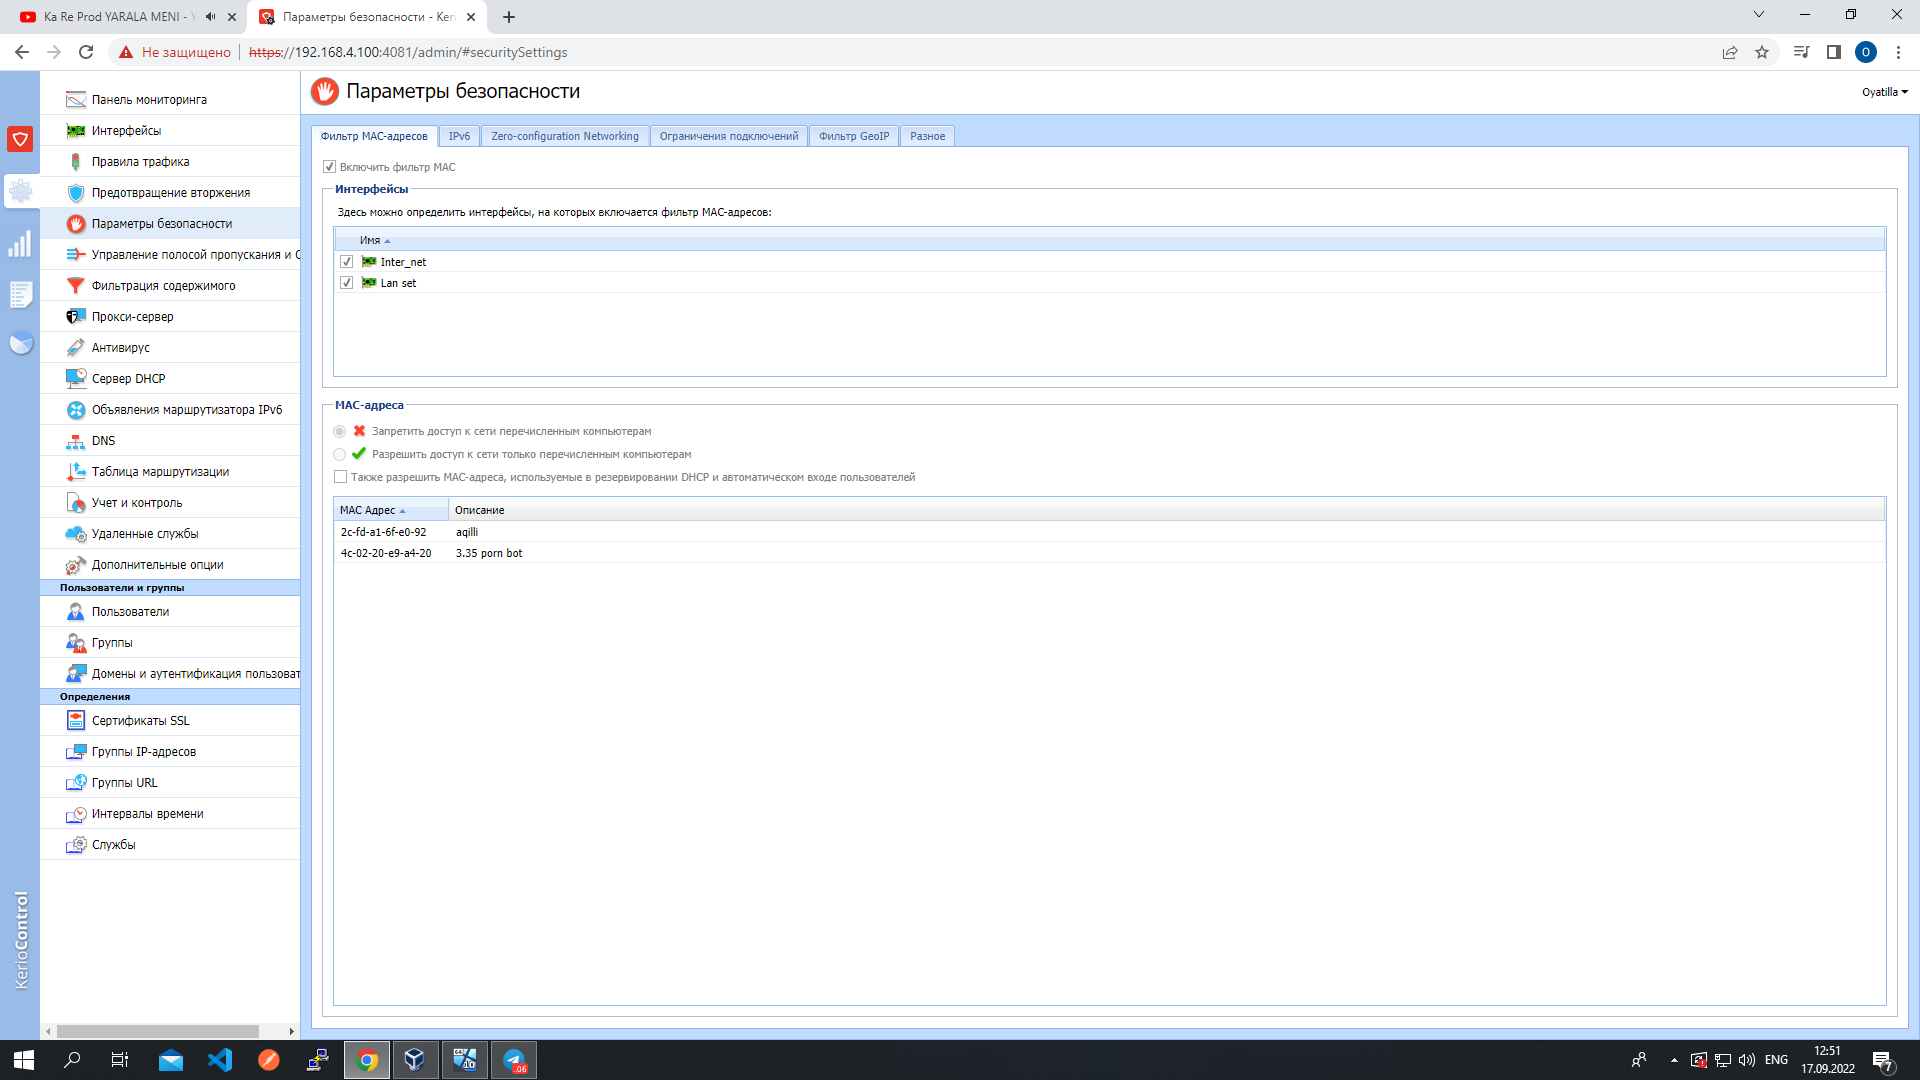 Ka Re Prod YARALA MENI - Y
Параметры безопасности - Keri
Не защищено
https://192.168.4.100:4081/admin/#securitySettings
O
Панель мониторинга
Интерфейсы
Правила трафика
Предотвращение вторжения
Параметры безопасности
Управление полосой пропускания и
Фильтрация содержимого
Прокси-сервер
Антивирус
Сервер DHCP
Объявления маршрутизатора IPv6
DNS
Таблица маршрутизации
Учет и контроль
Удаленные службы
Дополнительные опции
Пользователи и группы
Пользователи
Группы
Домены и аутентификация пользоват
Определения
Сертификаты SSL
Группы IP-адресов
Группы URL
Интервалы времени
Службы
KerioControl
Параметры безопасности
Oyatilla
Фильтр MAC-адресов IPv6 Zero-configuration Networking Ограничения подключений Фильтр GeoIP Разное
Включить фильтр MAC
Интерфейсы
Здесь можно определить интерфейсы, на которых включается фильтр MAC-адресов:
Имя
Inter_net
Lan set
MAC-адреса
Запретить доступ к сети перечисленным компьютерам
Разрешить доступ к сети только перечисленным компьютерам
Также разрешить MAC-адреса, используемые в резервировании DHCP и автоматическом входе пользователей
MAC Адрес Описание
2c-fd-a1-6f-e0-92 aqilli
4c-02-20-e9-a4-20 3.35 porn bot
64
10
.06
ENG
12:51
17.09.2022
7